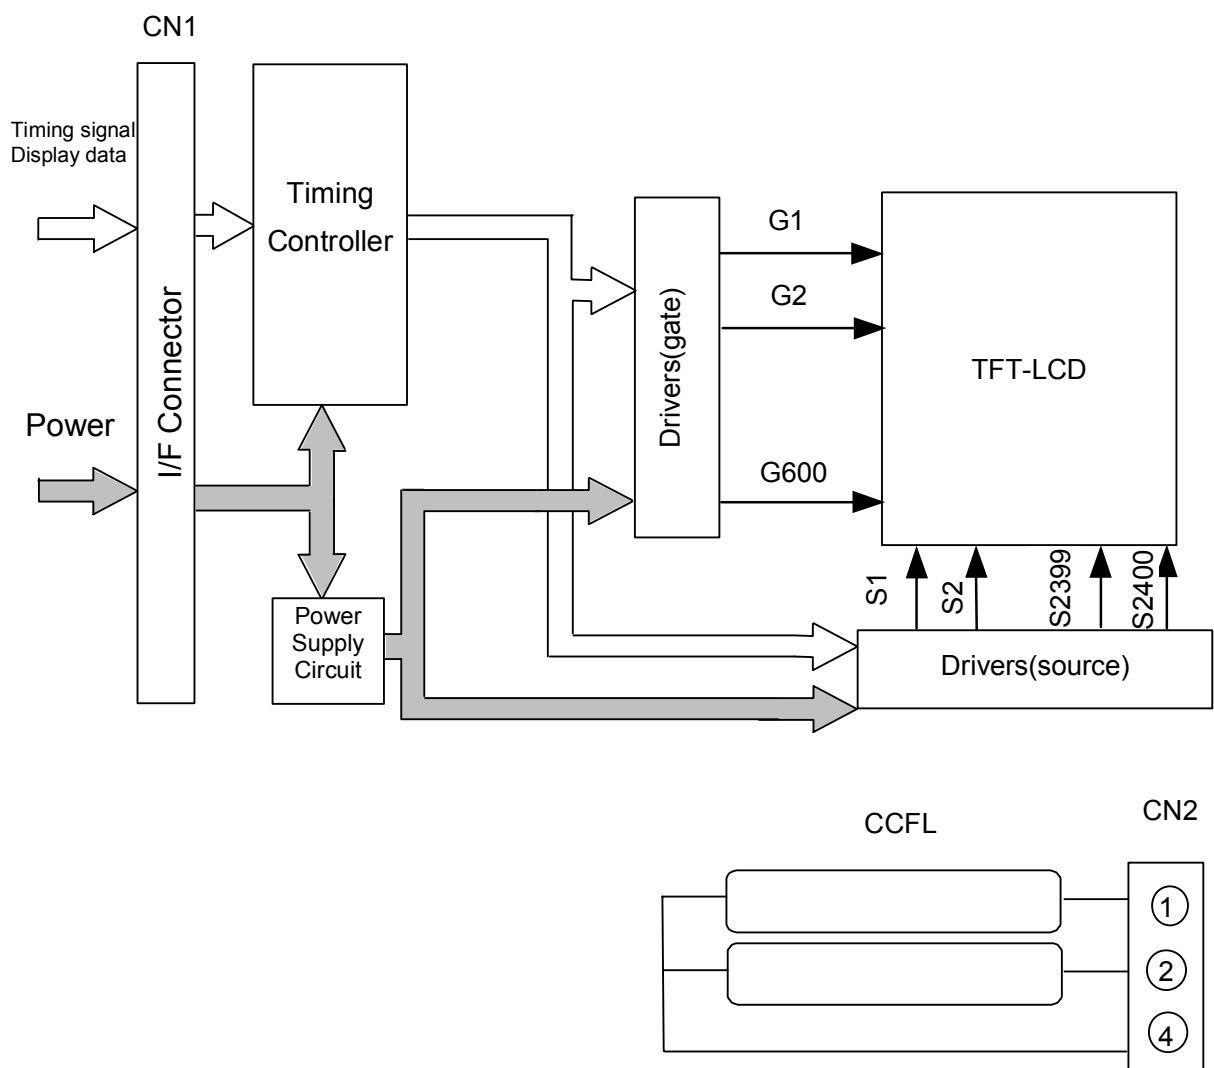 CN1
Timing signal
Display data
Timing
Controller
I/F Connector
Power
Drivers(gate)
G1
G2
G600
TFT-LCD
S1
S2
S2399
S2400
Power
Supply
Circuit
Drivers(source)
CCFL
CN2
1
2
4